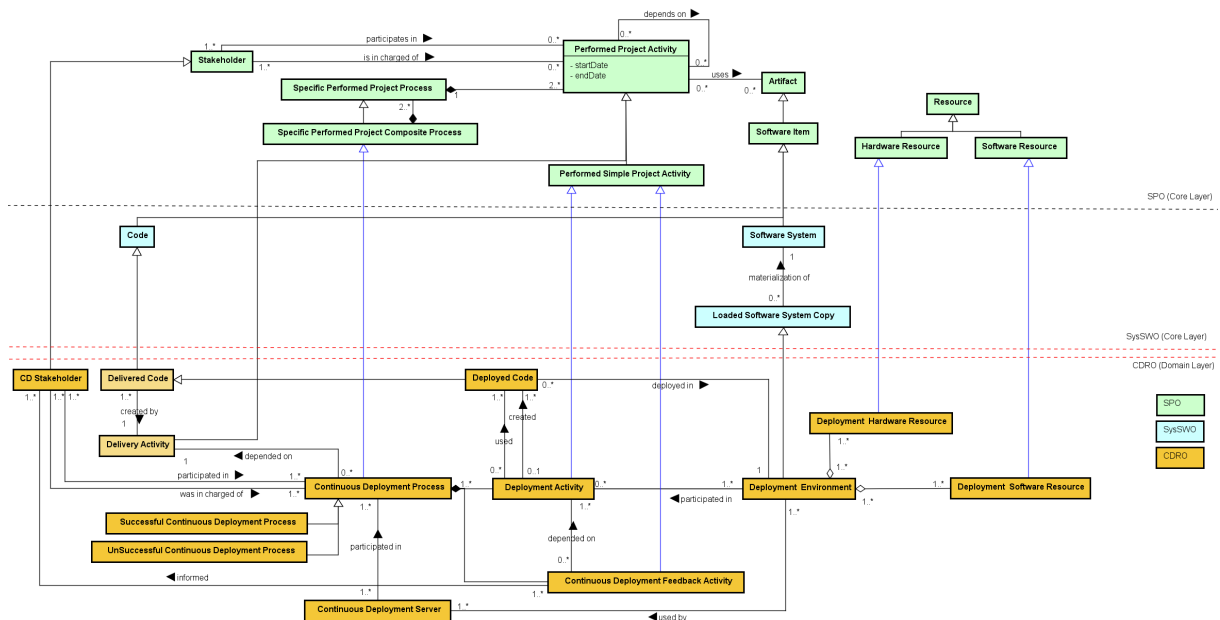 depends on
participates in
1..*
0..*
0..*
Performed Project Activity
Stakeholder
is in charged of
- startDate
- endDate
1..*
0..*
0..*
uses
Artifact
0..*
0..*
Specific Performed Project Process
1
2..*
2..*
Resource
Specific Performed Project Composite Process
Software Item
Hardware Resource
Software Resource
Performed Simple Project Activity
SPO (Core Layer)
Code
Software System
1
materialization of
0..*
Loaded Software System Copy
SysSWO (Core Layer)
CDRO (Domain Layer)
CD Stakeholder
Delivered Code
Deployed Code
0..*
deployed in
1..*
1..*
1..*
1..*
1..*
1..*
created by
created
used
1
Delivery Activity
Deployment Hardware Resource
1..*
SPO
SysSWO
CDRO
1
depended on
0..*
0..*
0..1
1
1..*
participated in
1..*
Continuous Deployment Process
1..*
Deployment Activity
0..*
1..*
Deployment Environment
1..*
1..*
Deployment Software Resource
was in charged of
1..*
participated in
1..*
1..*
1..*
Successful Continuous Deployment Process
UnSuccessful Continuous Deployment Process
participated in
depended on
0..*
informed
1..*
Continuous Deployment Feedback Activity
1..*
Continuous Deployment Server
1..*
used by